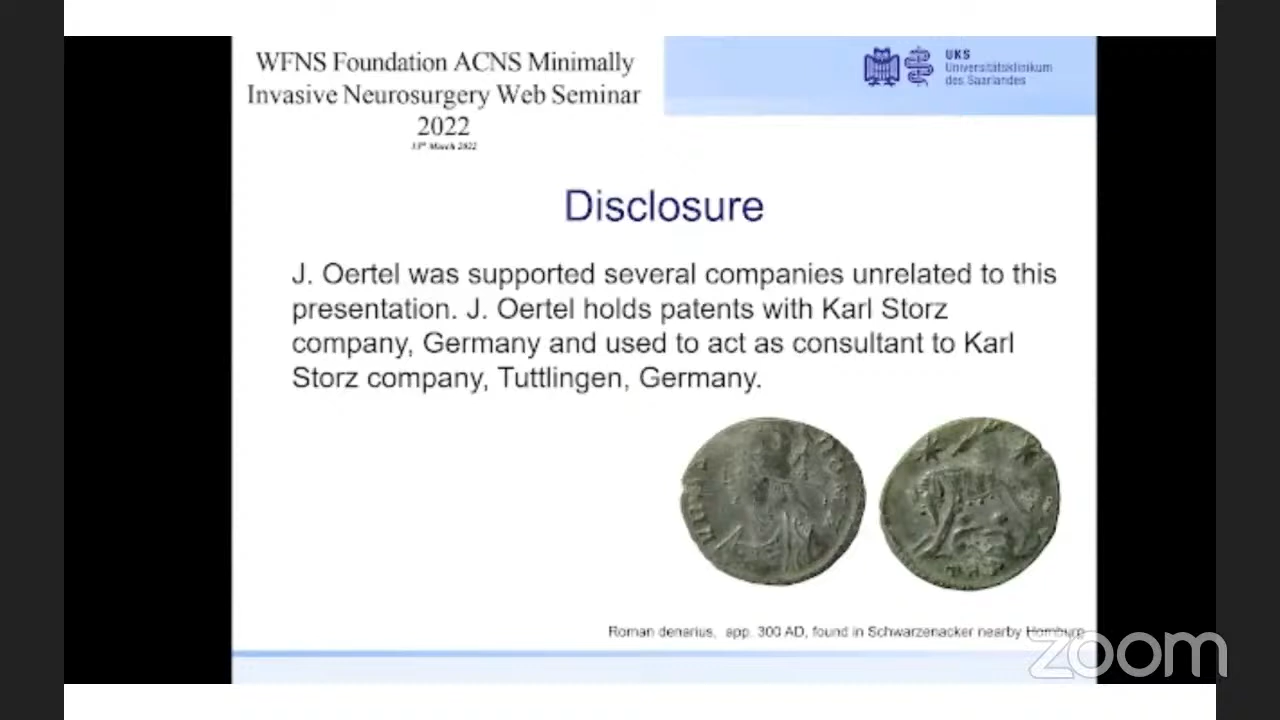 WFNS Foundation ACNS Minimally
Invasive Neurosurgery Web Seminar
2022
March 2022
UKS
Universitätsklinikum
des Saarlandes
Disclosure
J. Oertel was supported several companies unrelated to this
presentation. J. Oertel holds patents with Karl Storz
company, Germany and used to act as consultant to Karl
Storz company, Tuttlingen, Germany.
Roman denarius, app. 300 AD, found in Schwarzenacker nearby Homburg
zoom